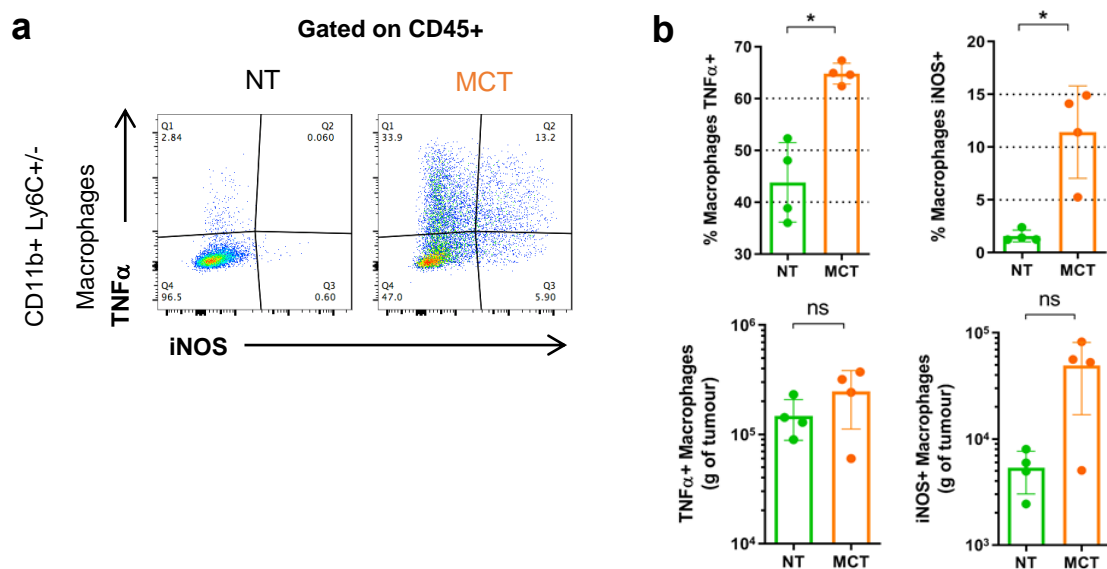 a
Gated on CD45+
NT
MCT
CD11b+ Ly6C+/-
Macrophages
TNFα
Q1
2.84
Q2
0.060
Q4
96.5
Q3
0.60
Q1
33.9
Q2
13.2
Q4
47.0
Q3
5.90
iNOS
b
% Macrophages TNFα+
70
60
50
40
30
*
NT
MCT
% Macrophages iNOS+
20
15
10
5
0
*
NT
MCT
TNFα+ Macrophages
(g of tumour)
10⁶
10⁵
10⁴
ns
NT
MCT
iNOS+ Macrophages
(g of tumour)
10⁵
10⁴
10³
ns
NT
MCT